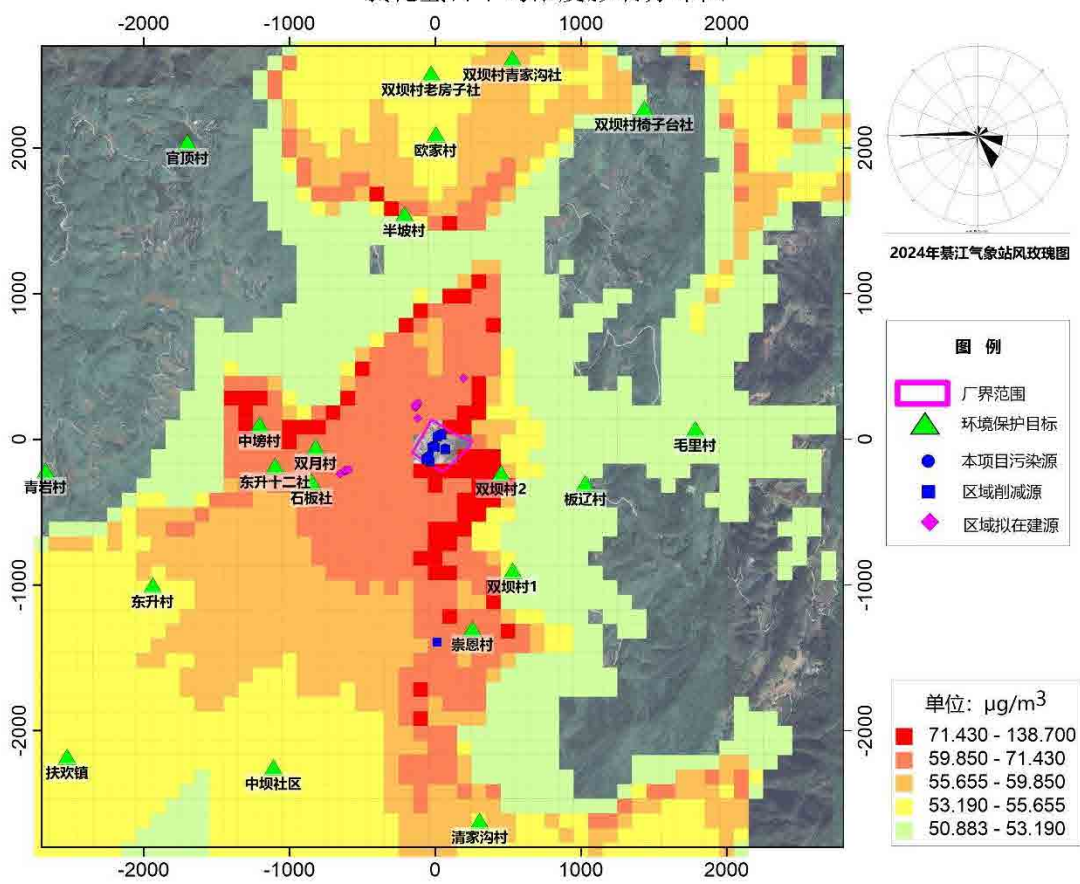 -2000 -1000 0 1000 2000
双坝村青家沟社
双坝村老房子社
双坝村椅子台社
2000 2000
欧家村
官顶村
半坡村
2024年綦江气象站风玫瑰图
1000 1000
图 例
厂界范围
环境保护目标
本项目污染源
区域削减源
区域拟在建源
0 0
中塝村
毛里村
双月村
东升十二社
青岩村
石板社
双坝村2
板辽村
-1000 -1000
双坝村1
东升村
崇恩村
单位：μg/m³
71.430 - 138.700
59.850 - 71.430
55.655 - 59.850
53.190 - 55.655
50.883 - 53.190
-2000 -2000
扶欢镇
中坝社区
清家沟村
-2000 -1000 0 1000 2000